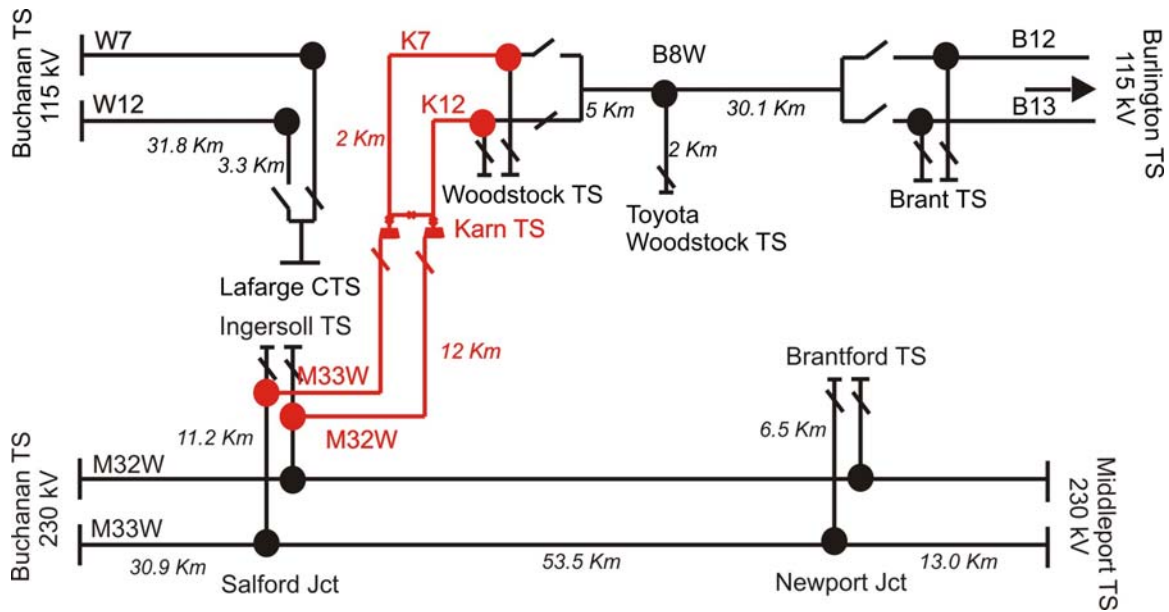 Buchanan TS
115 kV
W7
W12
31.8 Km
3.3 Km
K7
K12
2 Km
Woodstock TS
Karn TS
B8W
5 Km
30.1 Km
2 Km
Toyota
Woodstock TS
B12
B13
Brant TS
Burlington TS
115 kV
Lafarge CTS
Ingersoll TS
12 Km
M33W
M32W
11.2 Km
Brantford TS
6.5 Km
Buchanan TS
230 kV
M32W
M33W
30.9 Km
Salford Jct
53.5 Km
Newport Jct
13.0 Km
Middleport TS
230 kV